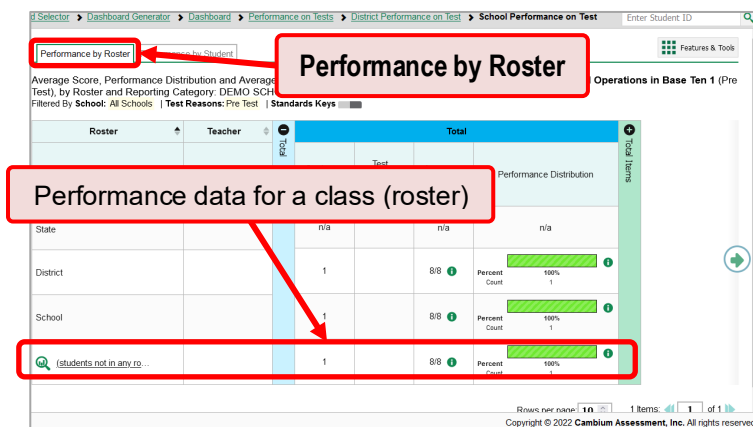 d Selector > Dashboard Generator > Dashboard > Performance on Tests > District Performance on Test > School Performance on Test Enter Student ID
Performance by Roster by Student
Performance by Roster
Features & Tools
Average Score, Performance Distribution and Average Operations in Base Ten 1 (Pre
Test), by Roster and Reporting Category: DEMO SCH
Filtered By School: All Schools | Test Reasons: Pre Test | Standards Keys
Roster Teacher Total Total Total Items
Test Performance Distribution
Performance data for a class (roster)
State n/a n/a n/a
District 1 8/8 Percent 100%
Count 1
School 1 8/8 Percent 100%
Count 1
(students not in any ro... 1 8/8 Percent 100%
Count 1
Rows per page: 10 1 Items: 1 of 1
Copyright © 2022 Cambium Assessment, Inc. All rights reserve